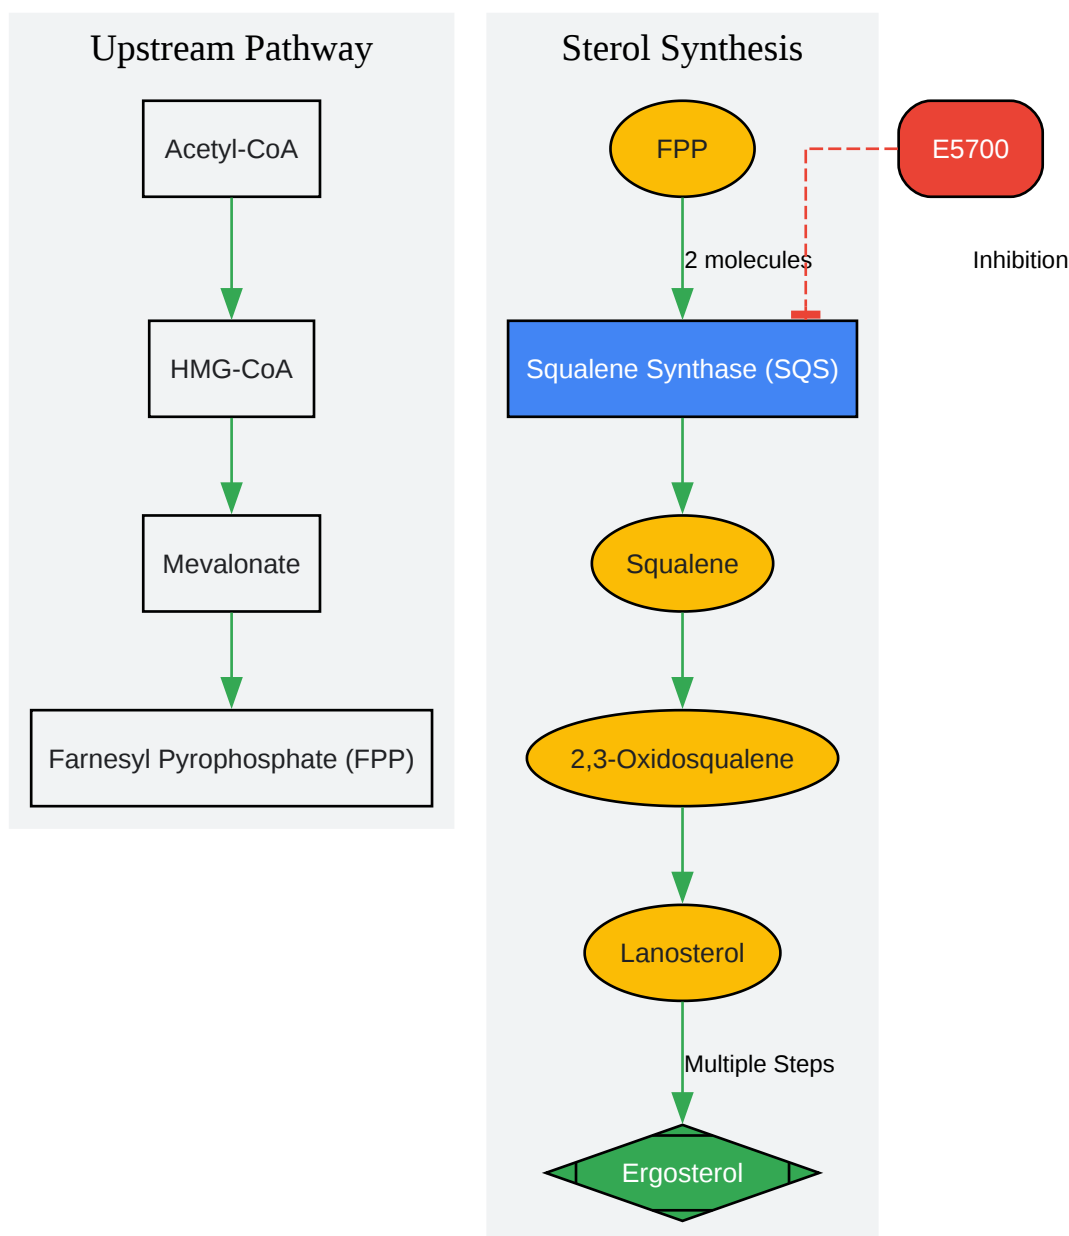 Upstream Pathway
Acetyl-CoA
HMG-CoA
Mevalonate
Farnesyl Pyrophosphate (FPP)
Sterol Synthesis
FPP
2 molecules
Squalene Synthase (SQS)
Squalene
2,3-Oxidosqualene
Lanosterol
Multiple Steps
Ergosterol
E5700
Inhibition